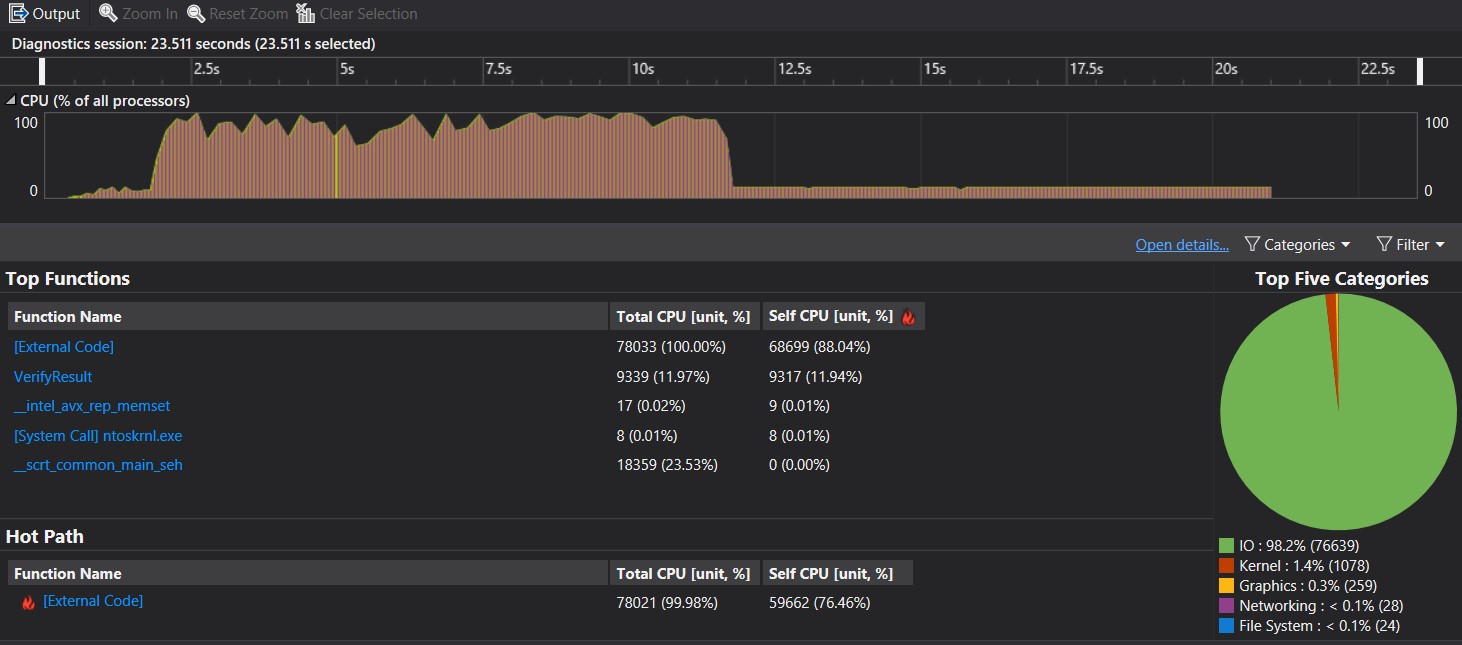 Output Zoom In Reset Zoom Clear Selection
Diagnostics session: 23.511 seconds (23.511 s selected)
2.5s 5s 7.5s 10s 12.5s 15s 17.5s 20s 22.5s
CPU (% of all processors)
100 100
0 0
Open details... Categories Filter
Top Functions
Function Name Total CPU [unit, %] Self CPU [unit, %]
[External Code] 78033 (100.00%) 68699 (88.04%)
VerifyResult 9339 (11.97%) 9317 (11.94%)
__intel_avx_rep_memset 17 (0.02%) 9 (0.01%)
[System Call] ntoskrnl.exe 8 (0.01%) 8 (0.01%)
__scrt_common_main_seh 18359 (23.53%) 0 (0.00%)
Hot Path
Function Name Total CPU [unit, %] Self CPU [unit, %]
[External Code] 78021 (99.98%) 59662 (76.46%)
Top Five Categories
IO : 98.2% (76639)
Kernel : 1.4% (1078)
Graphics : 0.3% (259)
Networking : < 0.1% (28)
File System : < 0.1% (24)